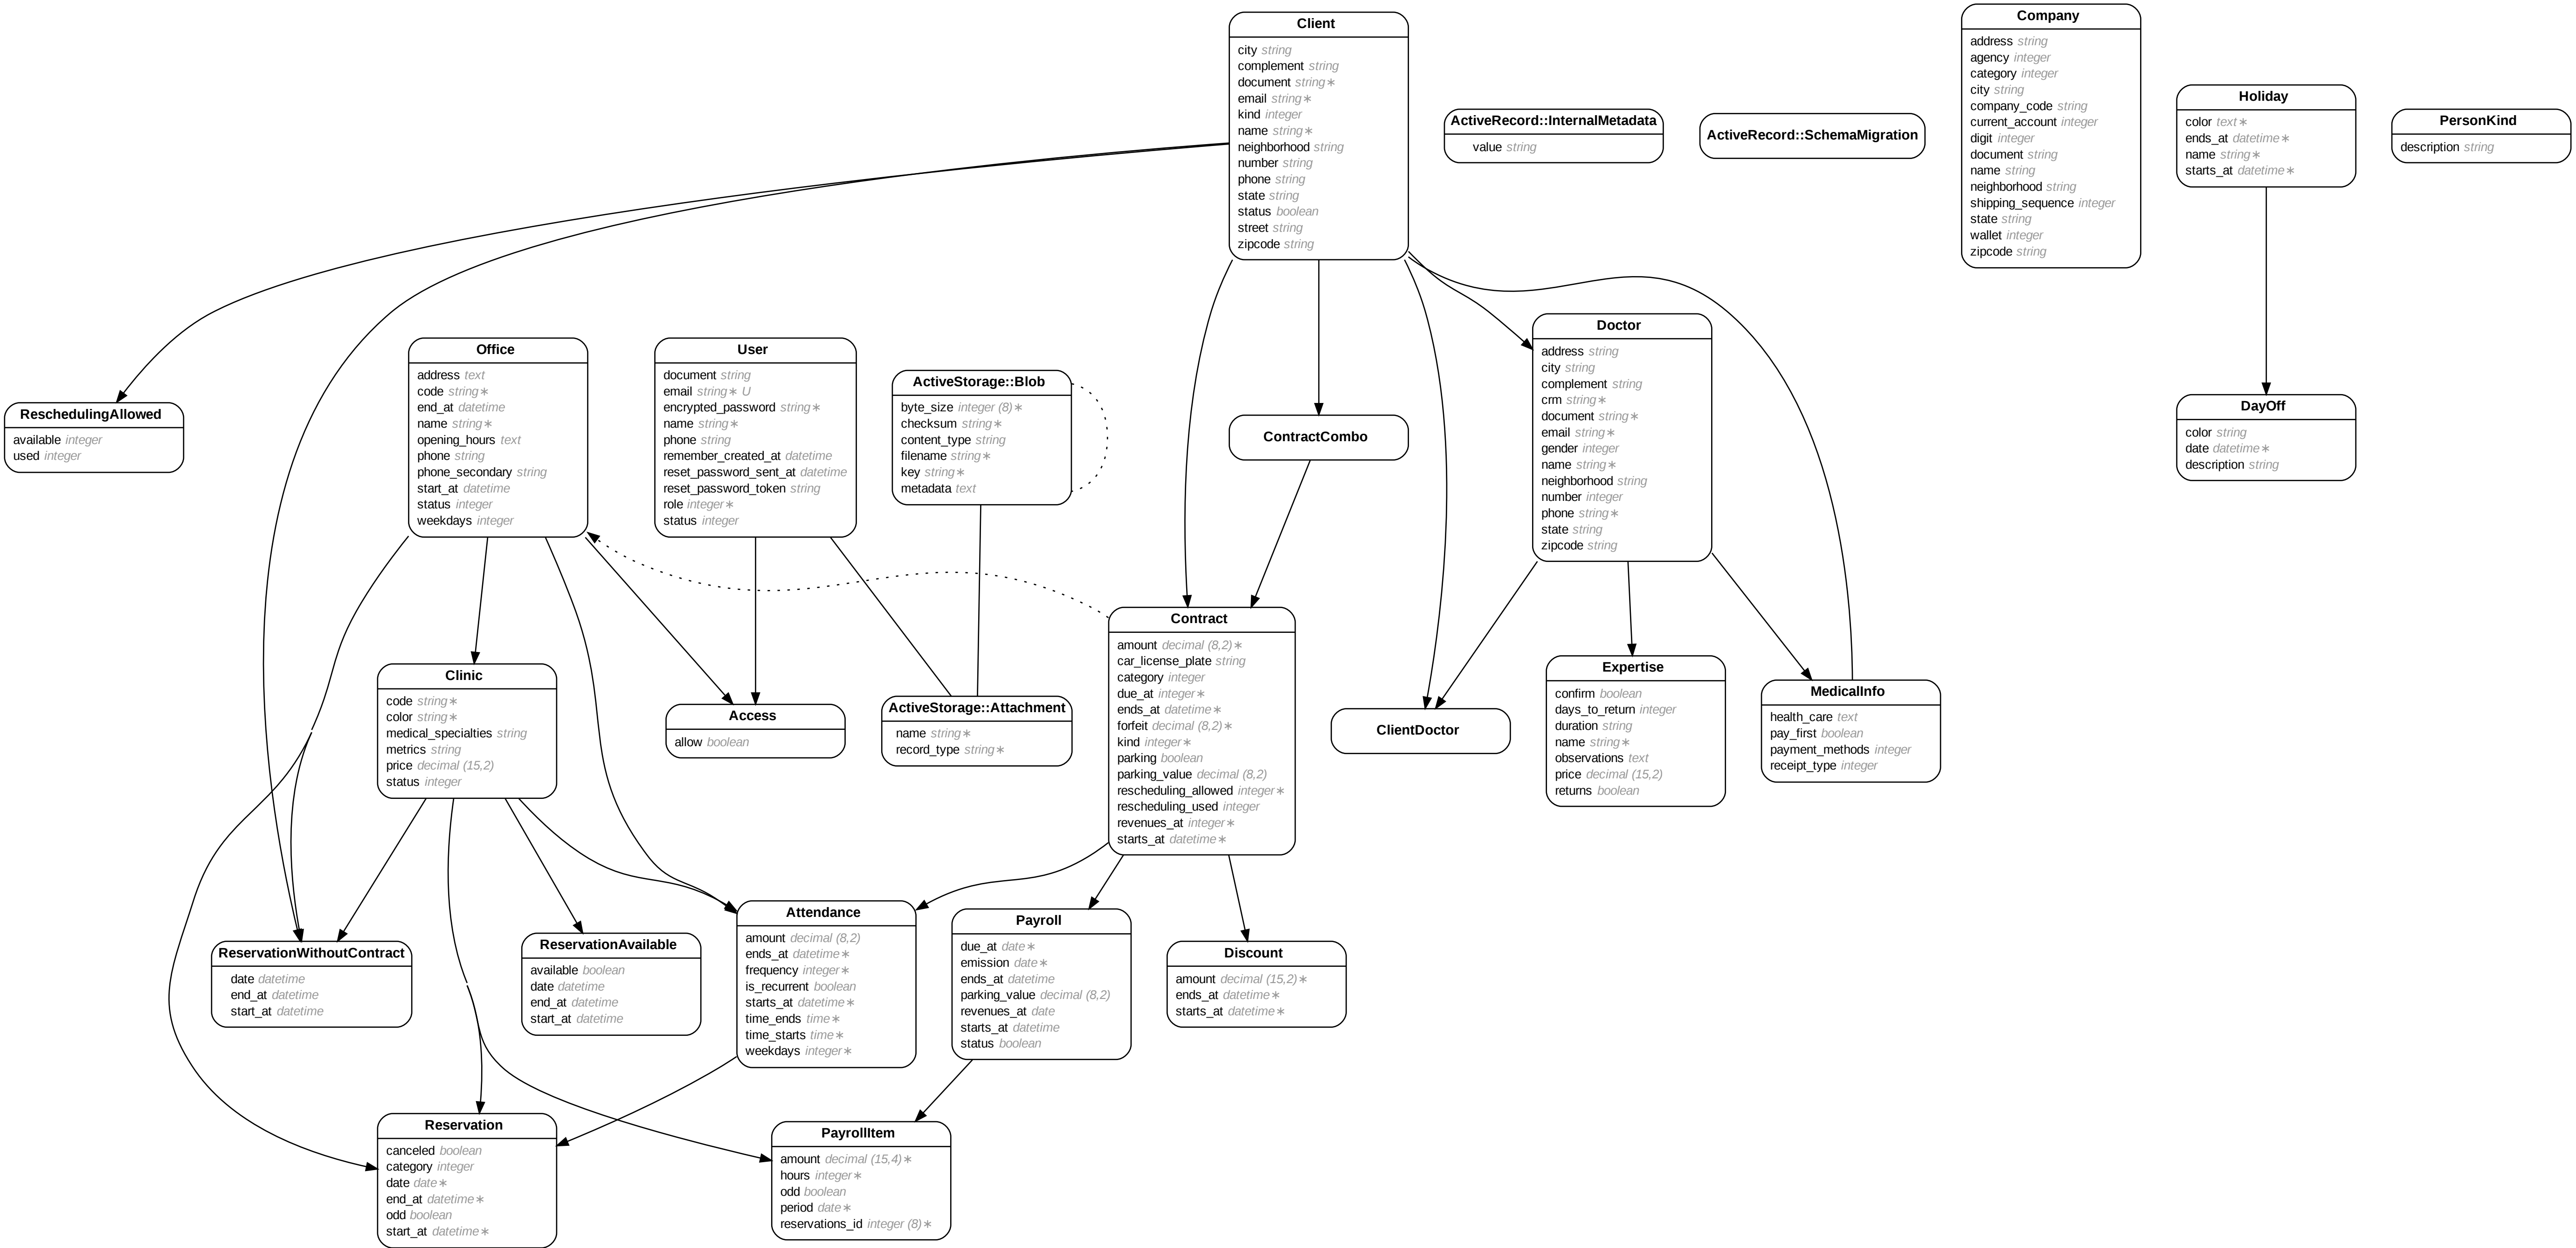 Client
city string
complement string
document string∗
email string∗
kind integer
name string∗
neighborhood string
number string
phone string
state string
status boolean
street string
zipcode string
ActiveRecord::InternalMetadata
value string
ActiveRecord::SchemaMigration
Company
address string
agency integer
category integer
city string
company_code string
current_account integer
digit integer
document string
name string
neighborhood string
shipping_sequence integer
state string
wallet integer
zipcode string
Holiday
color text∗
ends_at datetime∗
name string∗
starts_at datetime∗
PersonKind
description string
ReschedulingAllowed
available integer
used integer
Office
address text
code string∗
end_at datetime
name string∗
opening_hours text
phone string
phone_secondary string
start_at datetime
status integer
weekdays integer
User
document string
email string∗ U
encrypted_password string∗
name string∗
phone string
remember_created_at datetime
reset_password_sent_at datetime
reset_password_token string
role integer∗
status integer
ActiveStorage::Blob
byte_size integer (8)∗
checksum string∗
content_type string
filename string∗
key string∗
metadata text
ContractCombo
Doctor
address string
city string
complement string
crm string∗
document string∗
email string∗
gender integer
name string∗
neighborhood string
number integer
phone string∗
state string
zipcode string
DayOff
color string
date datetime∗
description string
Clinic
code string∗
color string∗
medical_specialties string
metrics string
price decimal (15,2)
status integer
Access
allow boolean
ActiveStorage::Attachment
name string∗
record_type string∗
Contract
amount decimal (8,2)∗
car_license_plate string
category integer
due_at integer∗
ends_at datetime∗
forfeit decimal (8,2)∗
kind integer∗
parking boolean
parking_value decimal (8,2)
rescheduling_allowed integer∗
rescheduling_used integer
revenues_at integer∗
starts_at datetime∗
ClientDoctor
Expertise
confirm boolean
days_to_return integer
duration string
name string∗
observations text
price decimal (15,2)
returns boolean
MedicalInfo
health_care text
pay_first boolean
payment_methods integer
receipt_type integer
ReservationWithoutContract
date datetime
end_at datetime
start_at datetime
ReservationAvailable
available boolean
date datetime
end_at datetime
start_at datetime
Attendance
amount decimal (8,2)
ends_at datetime∗
frequency integer∗
is_recurrent boolean
starts_at datetime∗
time_ends time∗
time_starts time∗
weekdays integer∗
Payroll
due_at date∗
emission date∗
ends_at datetime
parking_value decimal (8,2)
revenues_at date
starts_at datetime
status boolean
Discount
amount decimal (15,2)∗
ends_at datetime∗
starts_at datetime∗
Reservation
canceled boolean
category integer
date date∗
end_at datetime∗
odd boolean
start_at datetime∗
PayrollItem
amount decimal (15,4)∗
hours integer∗
odd boolean
period date∗
reservations_id integer (8)∗